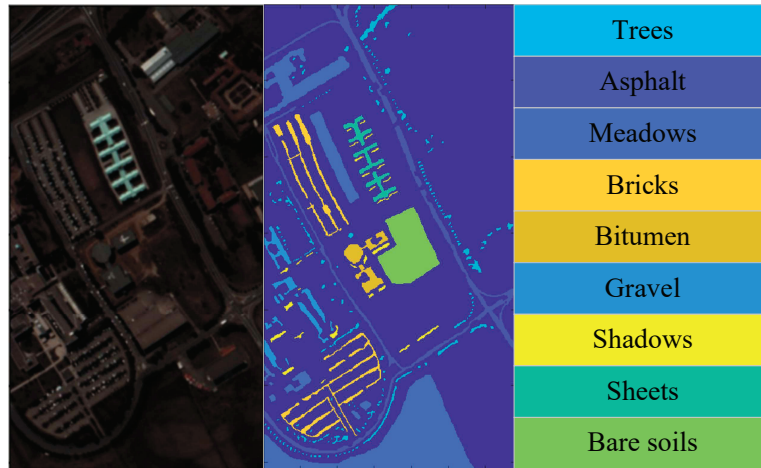 Trees
Asphalt
Meadows
Bricks
Bitumen
Gravel
Shadows
Sheets
Bare soils